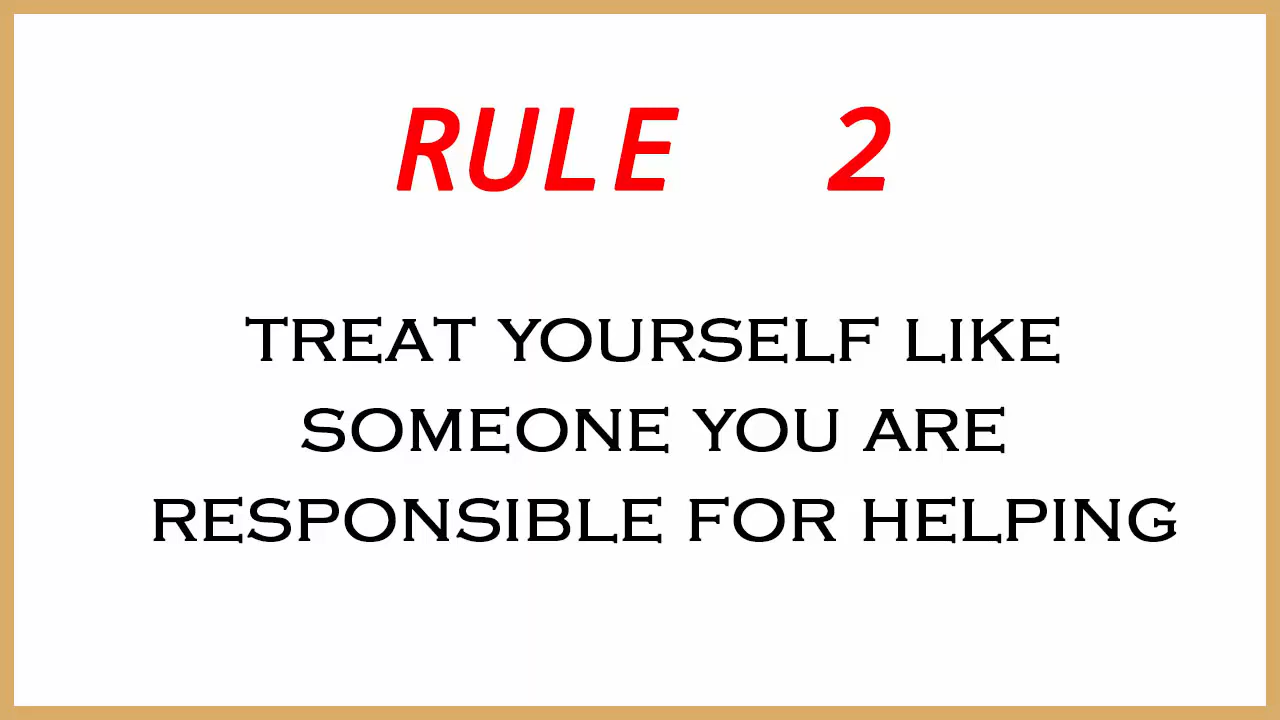 RULE 2
TREAT YOURSELF LIKE
SOMEONE YOU ARE
RESPONSIBLE FOR HELPING